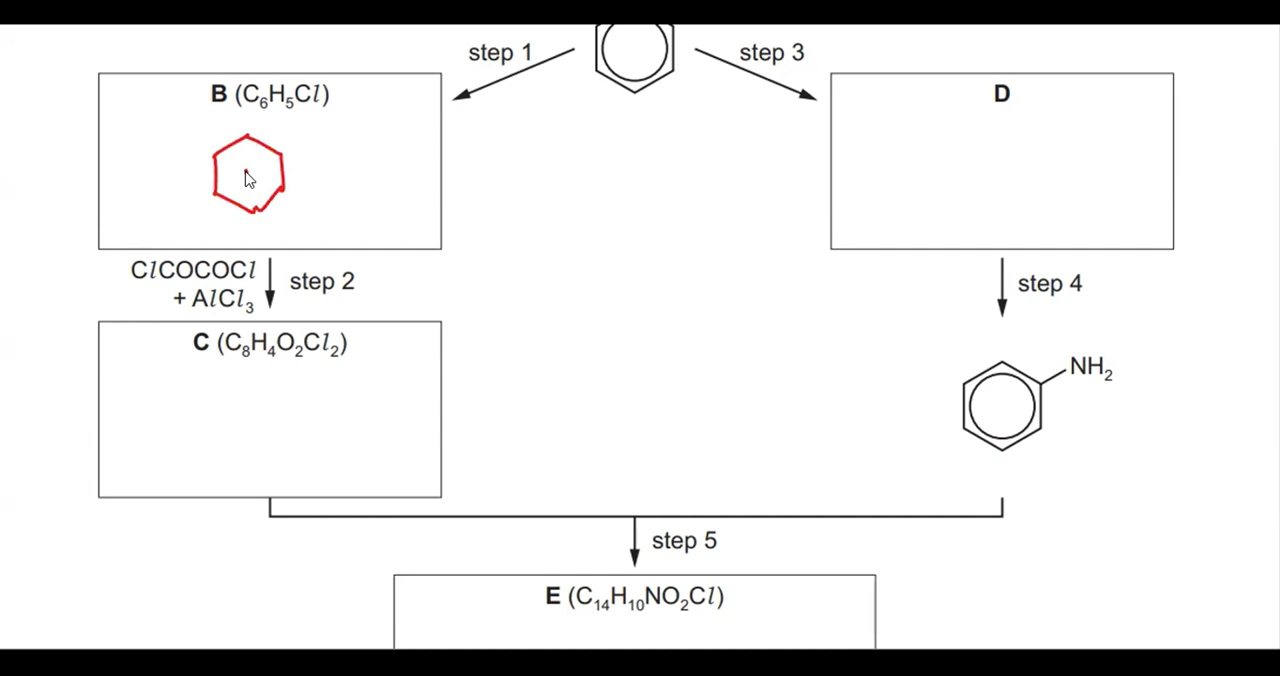 step 1
step 3
B (C₆H₅Cl)
D
ClCOCOCl
+ AlCl₃
step 2
step 4
C (C₈H₄O₂Cl₂)
NH₂
step 5
E (C₁₄H₁₀NO₂Cl)